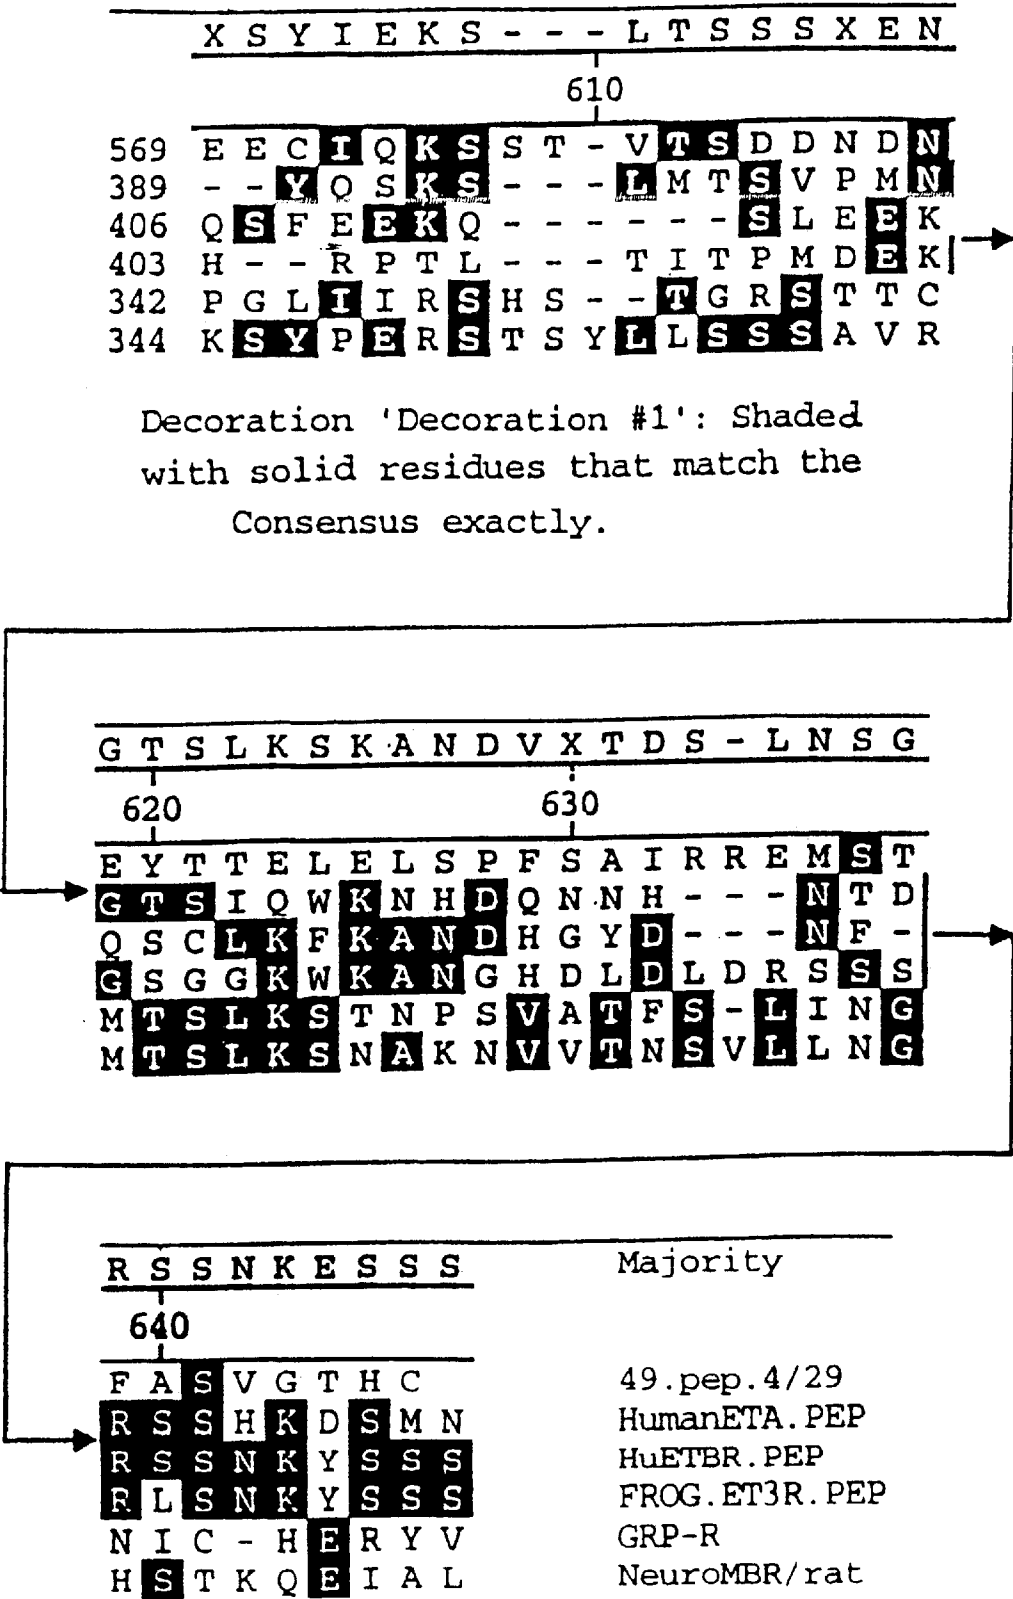 X S Y I E K S - - - L T S S S X E N
610
569 E E C I Q K S S T - V T S D D N D N
389 - - Y Q S K S - - - L M T S V P M N
406 Q S F E E K Q - - - - - - S L E E K
403 H - - R P T L - - - T I T P M D E K
342 P G L I I R S H S - - T G R S T T C
344 K S Y P E R S T S Y L L S S S A V R
Decoration 'Decoration #1': Shaded
with solid residues that match the
Consensus exactly.
G T S L K S K A N D V X T D S - L N S G
620 630
E Y T T E L E L S P F S A I R R E M S T
G T S I Q W K N H D Q N N H - - - N T D
Q S C L K F K A N D H G Y D - - - N F -
G S G G K W K A N G H D L D L D R S S S
M T S L K S T N P S V A T F S - L I N G
M T S L K S N A K N V V T N S V L L N G
R S S N K E S S S Majority
640
F A S V G T H C 49.pep.4/29
R S S H K D S M N HumanETA.PEP
R S S N K Y S S S HuETBR.PEP
R L S N K Y S S S FROG.ET3R.PEP
N I C - H E R Y V GRP-R
H S T K Q E I A L NeuroMBR/rat